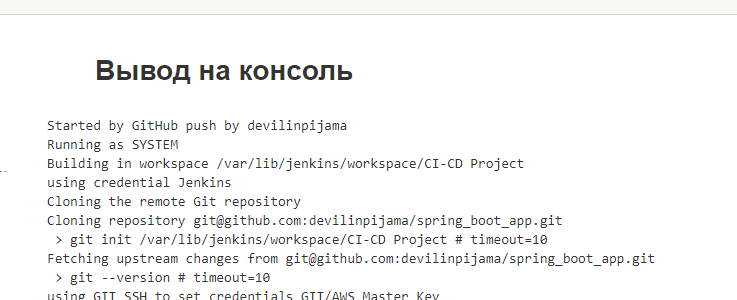 Вывод на консоль
Started by GitHub push by devilinpijama
Running as SYSTEM
Building in workspace /var/lib/jenkins/workspace/CI-CD Project
using credential Jenkins
Cloning the remote Git repository
Cloning repository git@github.com:devilinpijama/spring_boot_app.git
 > git init /var/lib/jenkins/workspace/CI-CD Project # timeout=10
Fetching upstream changes from git@github.com:devilinpijama/spring_boot_app.git
 > git --version # timeout=10
using GIT_SSH to set credentials GIT/AWS Master Key